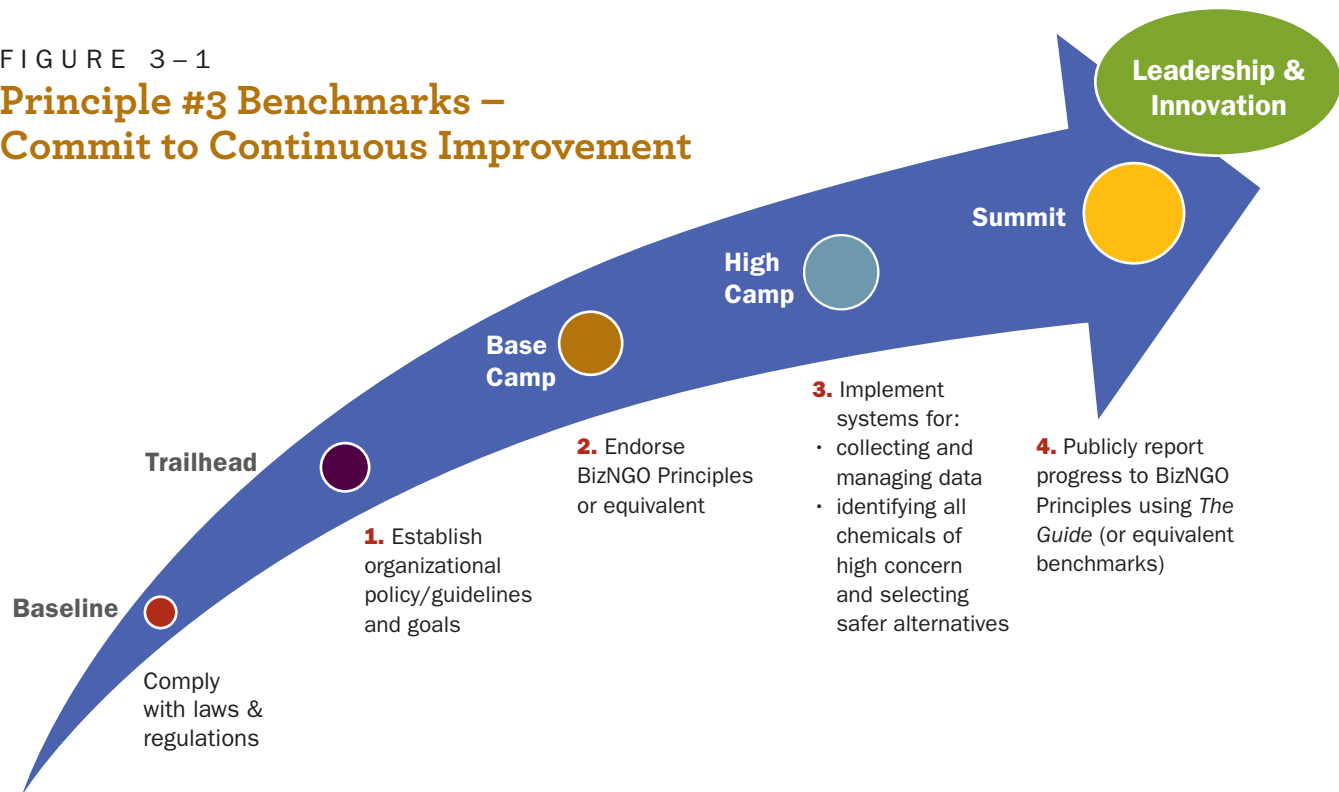 FIGURE 3–1
Principle #3 Benchmarks –
Commit to Continuous Improvement
Leadership &
Innovation
Summit
High
Camp
Base
Camp
Trailhead
Baseline
Comply
with laws &
regulations
1. Establish
organizational
policy/guidelines
and goals
2. Endorse
BizNGO Principles
or equivalent
3. Implement
systems for:
· collecting and
managing data
· identifying all
chemicals of
high concern
and selecting
safer alternatives
4. Publicly report
progress to BizNGO
Principles using The
Guide (or equivalent
benchmarks)